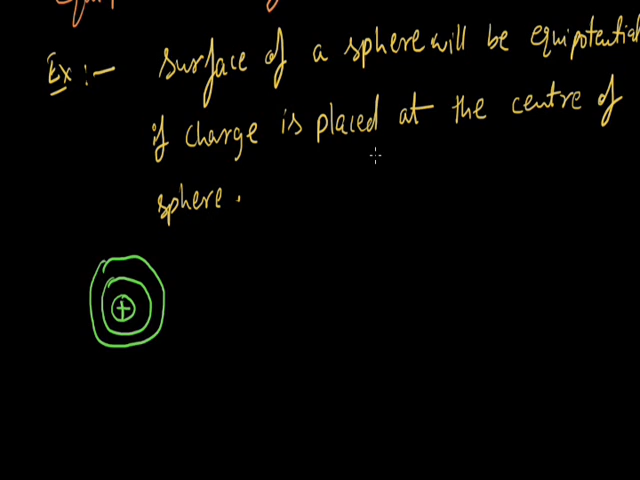 Ex :- Surface of a sphere will be equipotential
if charge is placed at the centre of
sphere.
+